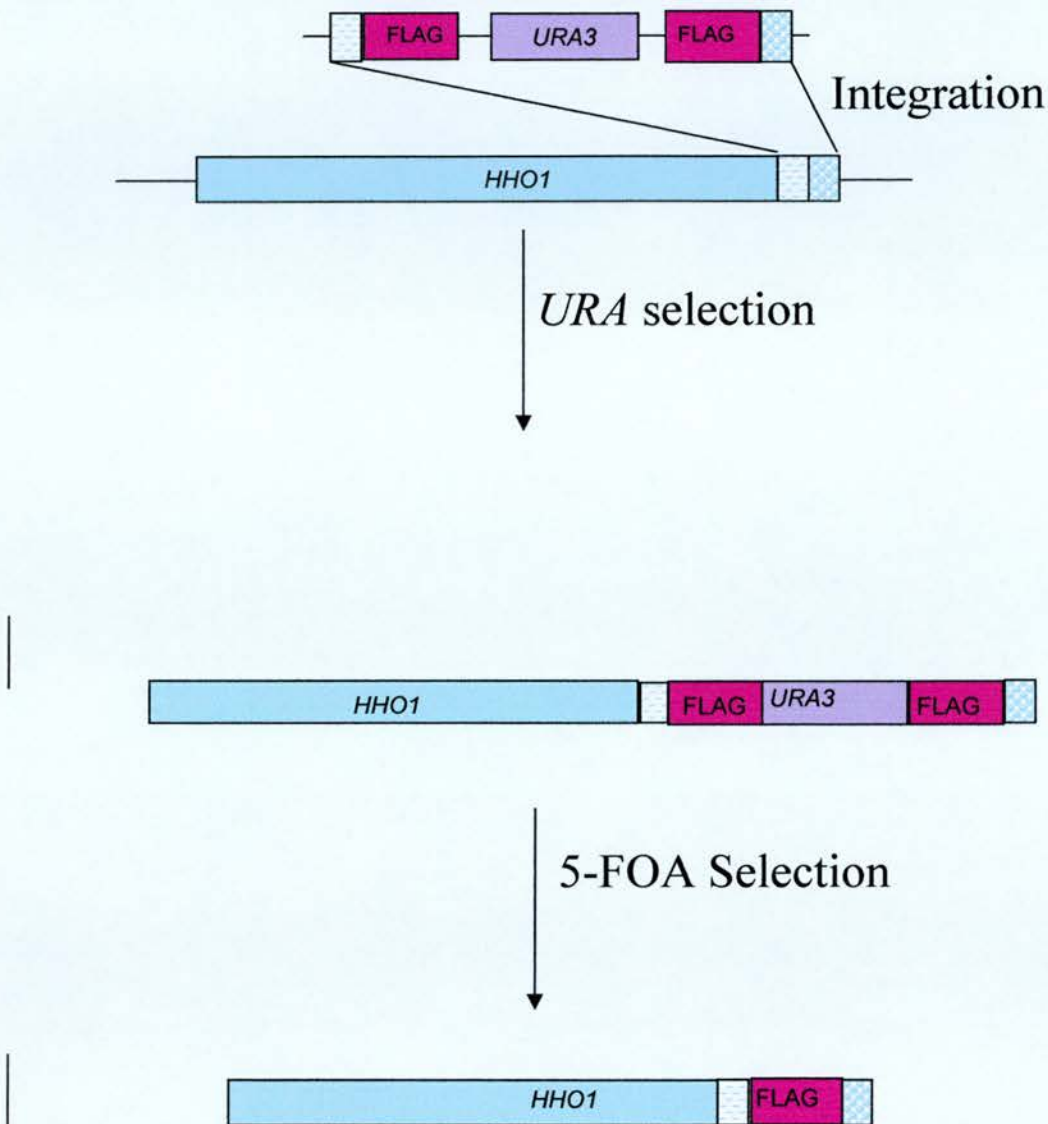 FLAG URA3 FLAG
Integration
HHO1
URA selection
HHO1 FLAG URA3 FLAG
5-FOA Selection
HHO1 FLAG